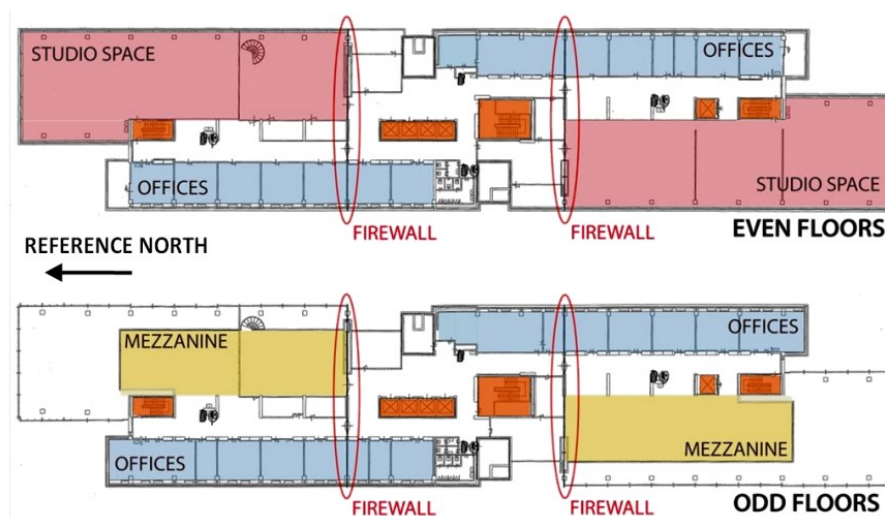 STUDIO SPACE
OFFICES
OFFICES
STUDIO SPACE
FIREWALL
FIREWALL
EVEN FLOORS
REFERENCE NORTH
MEZZANINE
OFFICES
OFFICES
MEZZANINE
FIREWALL
FIREWALL
ODD FLOORS